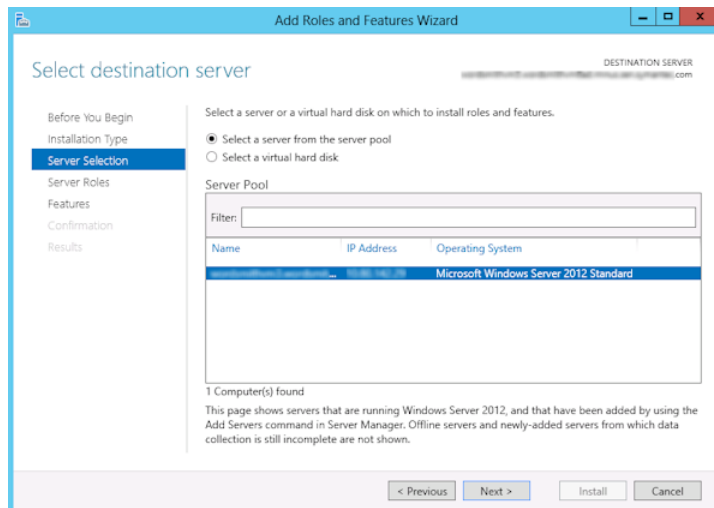 Add Roles and Features Wizard
Select destination server
DESTINATION SERVER
.com
Before You Begin
Installation Type
Server Selection
Server Roles
Features
Confirmation
Results
Select a server or a virtual hard disk on which to install roles and features.
Select a server from the server pool
Select a virtual hard disk
Server Pool
Filter:
Name IP Address Operating System
... Microsoft Windows Server 2012 Standard
1 Computer(s) found
This page shows servers that are running Windows Server 2012, and that have been added by using the
Add Servers command in Server Manager. Offline servers and newly-added servers from which data
collection is still incomplete are not shown.
< Previous Next > Install Cancel